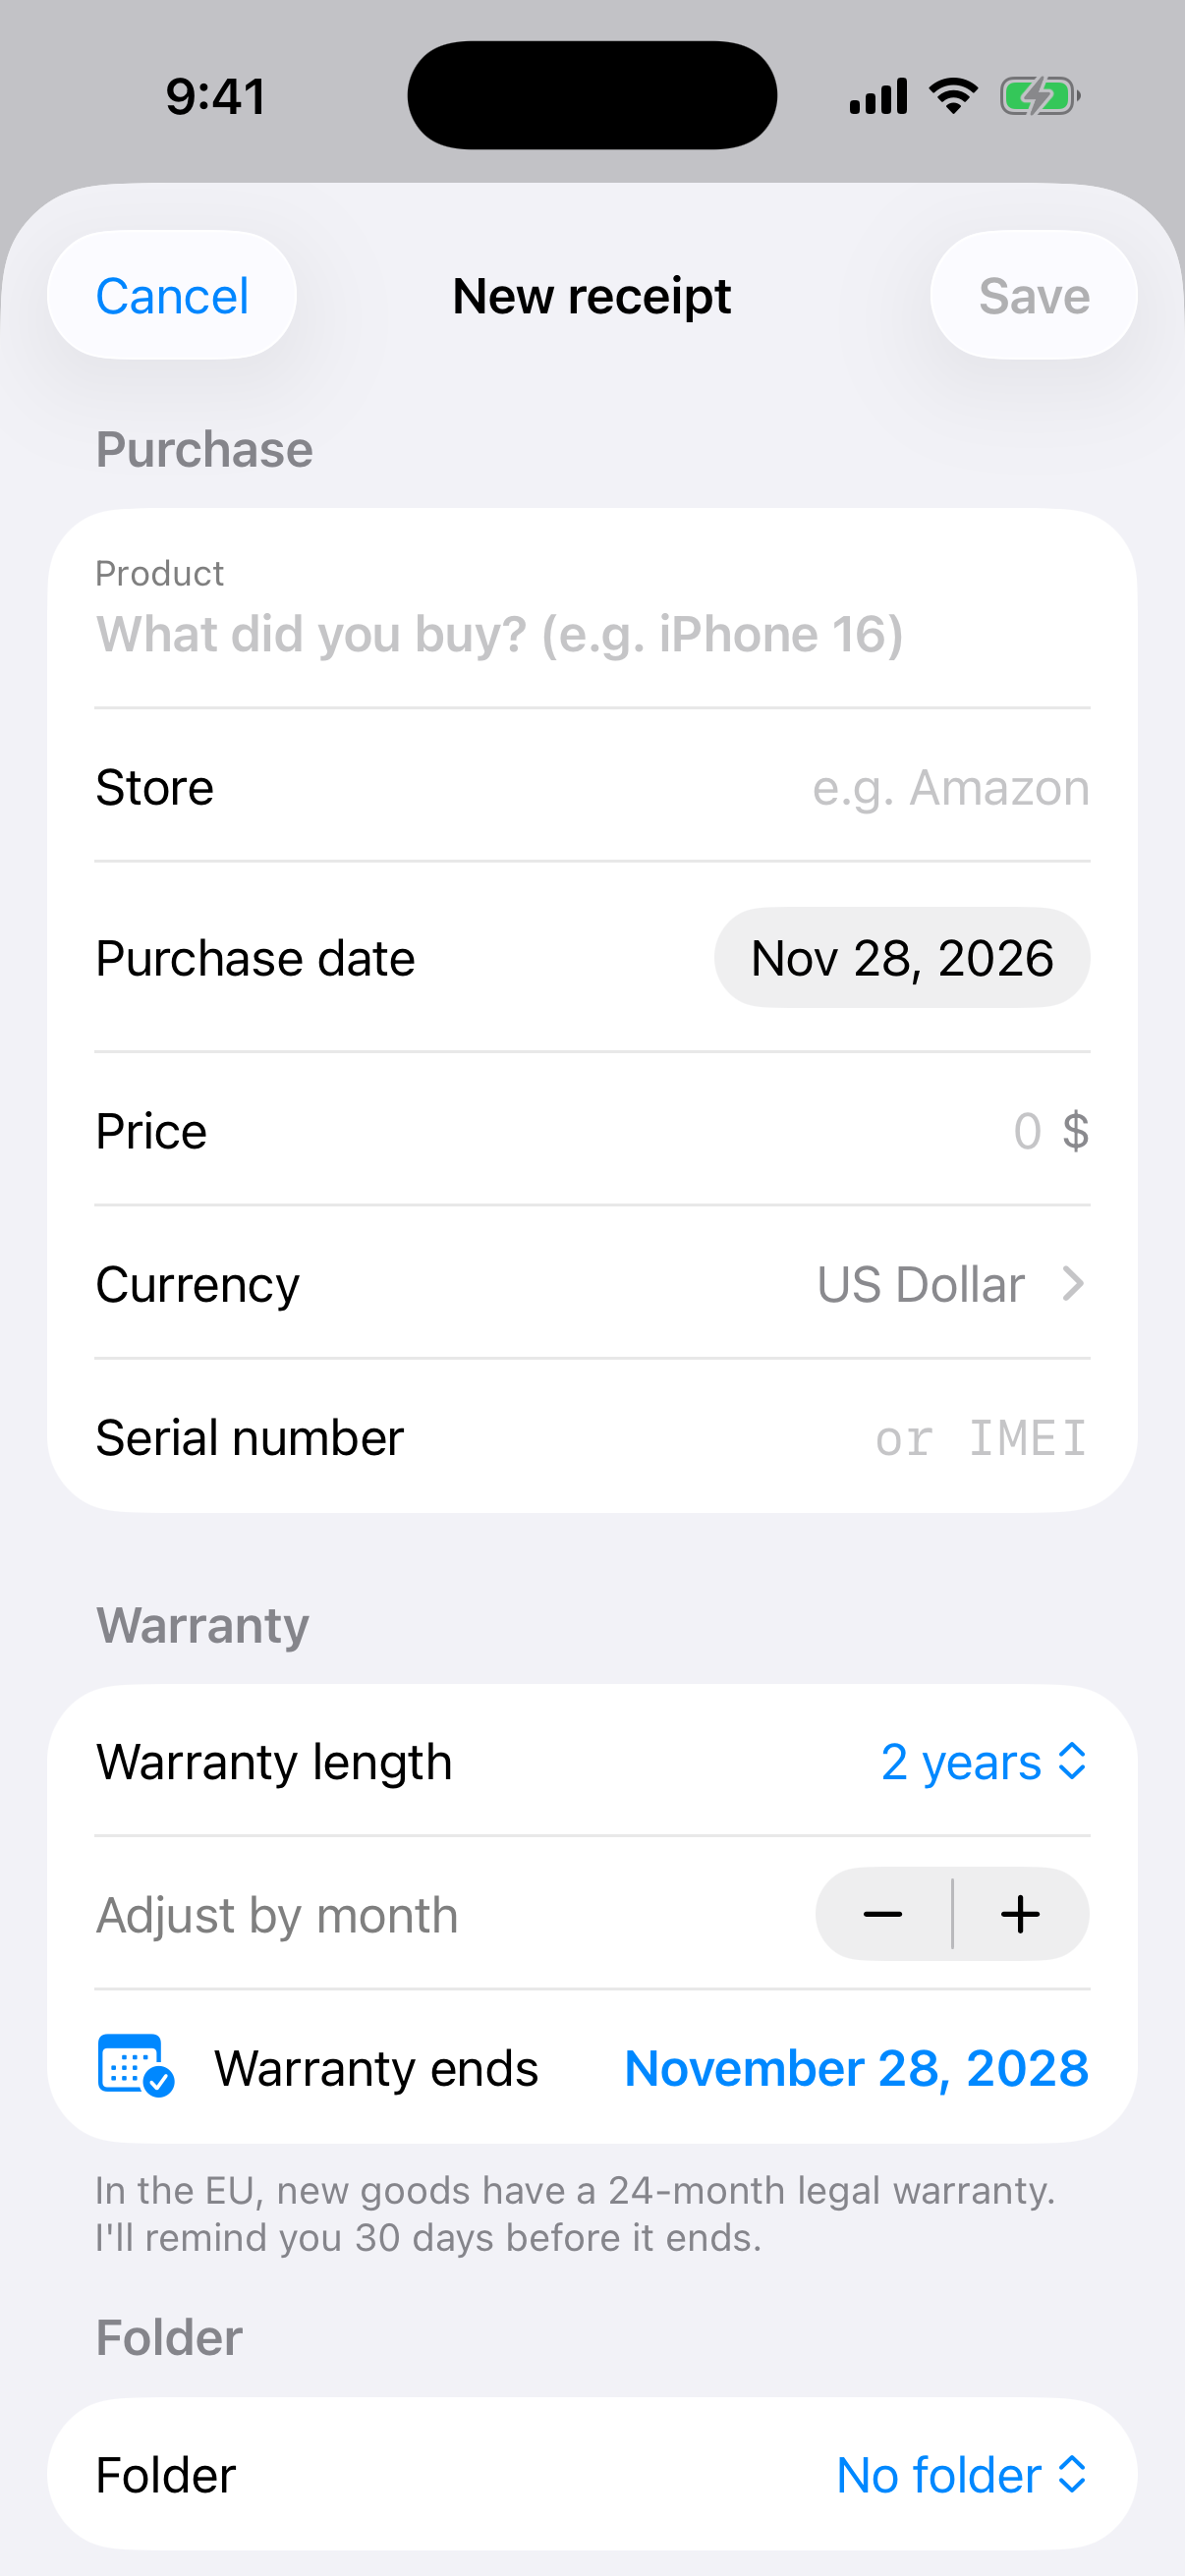 9:41
Cancel
New receipt
Save
Purchase
Product
What did you buy? (e.g. iPhone 16)
Store
e.g. Amazon
Purchase date
Nov 28, 2026
Price
0 $
Currency
US Dollar
Serial number
or IMEI
Warranty
Warranty length
2 years
Adjust by month
Warranty ends
November 28, 2028
In the EU, new goods have a 24-month legal warranty.
I'll remind you 30 days before it ends.
Folder
Folder
No folder